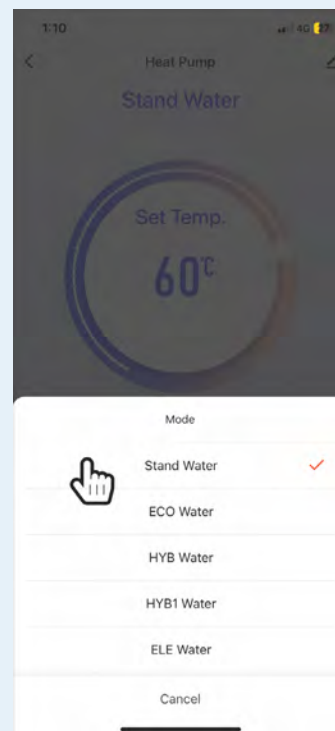 1:10 4G 27
Heat Pump
Stand Water
Set Temp.
60°C
Mode
Stand Water
ECO Water
HYB Water
HYB1 Water
ELE Water
Cancel